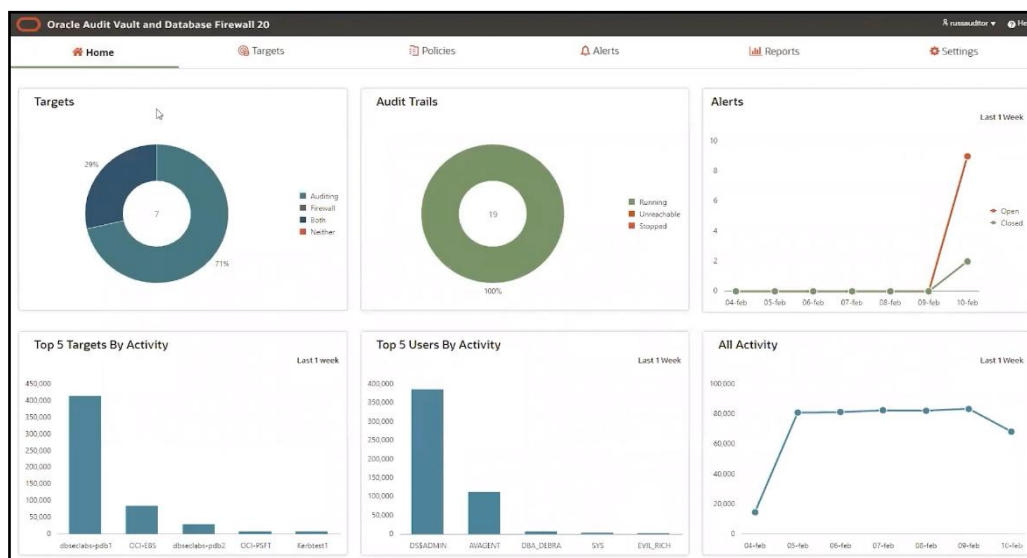 Oracle Audit Vault and Database Firewall 20
russauditor
He
Home
Targets
Policies
Alerts
Reports
Settings
Targets
29%
7
71%
Auditing
Firewall
Both
Neither
Audit Trails
19
100%
Running
Unreachable
Stopped
Alerts
Last 1 Week
10
8
6
4
2
0
04-feb 05-feb 06-feb 07-feb 08-feb 09-feb 10-feb
Open
Closed
Top 5 Targets By Activity
Last 1 week
450,000
400,000
350,000
300,000
250,000
200,000
150,000
100,000
50,000
0
dbseclabs-pdb1 OCI-EBS dbseclabs-pdb2 OCI-PSFT Kerbtest1
Top 5 Users By Activity
Last 1 Week
400,000
350,000
300,000
250,000
200,000
150,000
100,000
50,000
0
DS$ADMIN AVAGENT DBA_DEBRA SYS EVIL_RICH
All Activity
Last 1 Week
100,000
80,000
60,000
40,000
20,000
0
04-feb 05-feb 06-feb 07-feb 08-feb 09-feb 10-feb